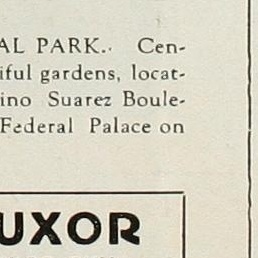 AL PARK. Cen-
iful gardens, locat-
ino Suarez Boule-
Federal Palace on
UXOR